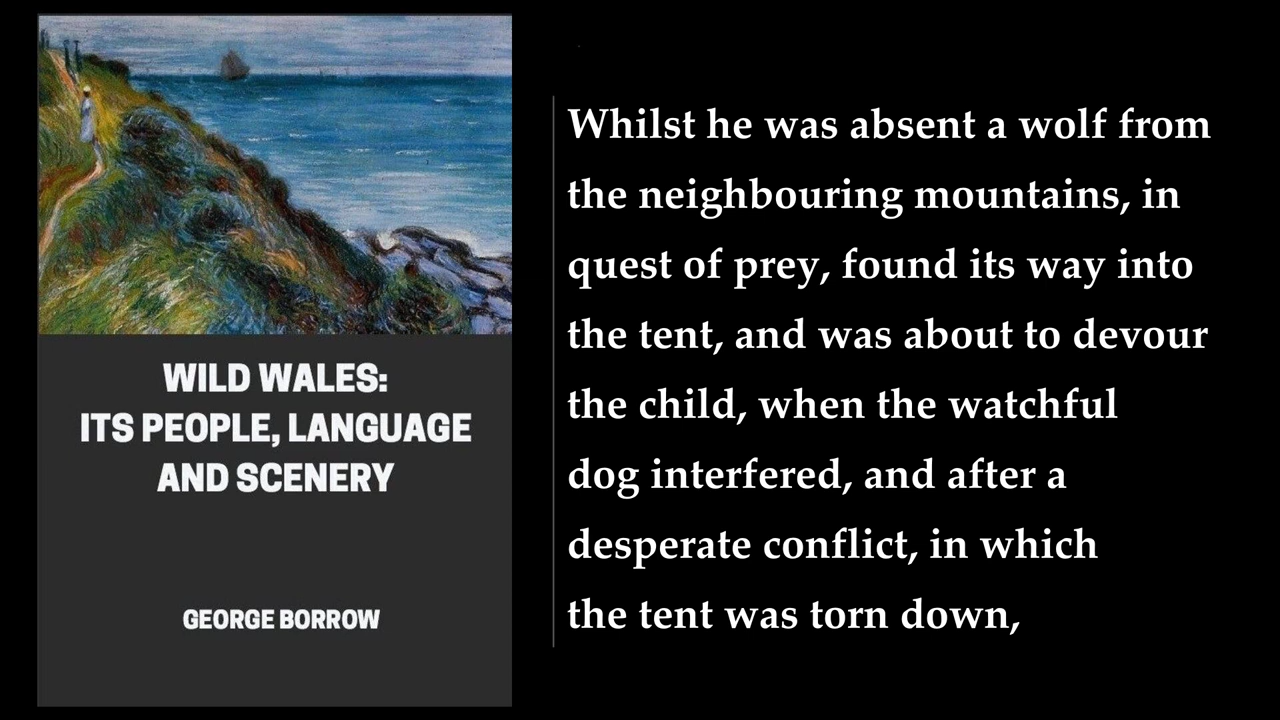 WILD WALES:
ITS PEOPLE, LANGUAGE
AND SCENERY
GEORGE BORROW
Whilst he was absent a wolf from
the neighbouring mountains, in
quest of prey, found its way into
the tent, and was about to devour
the child, when the watchful
dog interfered, and after a
desperate conflict, in which
the tent was torn down,